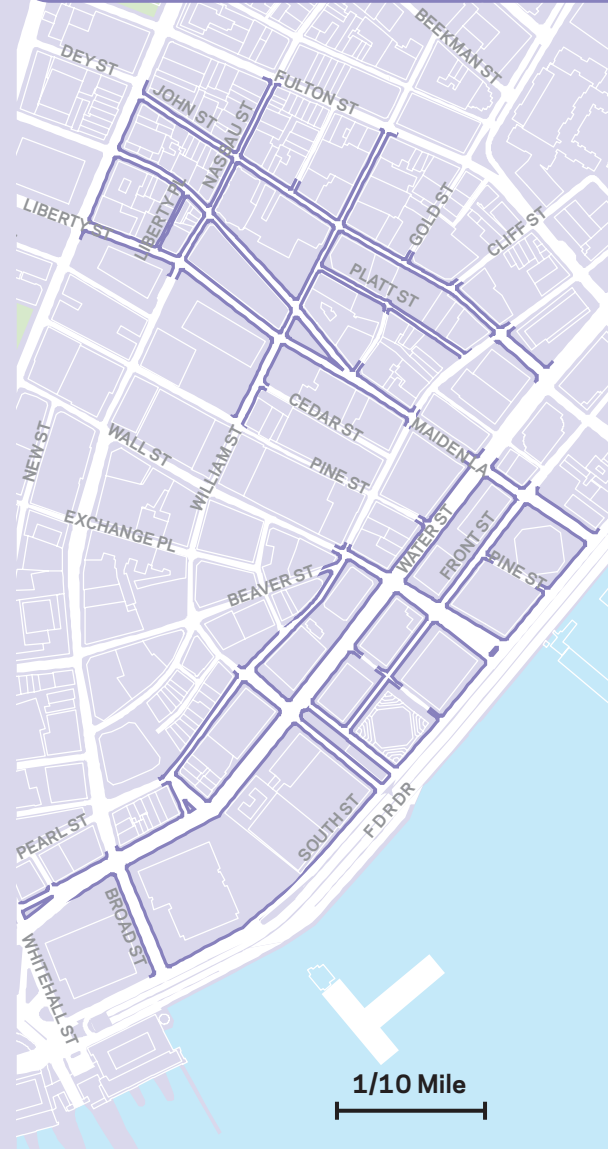 BEEKMAN ST
DEY ST
FULTON ST
JOHN ST
NASSAU ST
GOLD ST
LIBERTY PL
LIBERTY ST
CLIFF ST
PLATT ST
CEDAR ST
MAIDEN LA
WALL ST
NEW ST
WILLIAM ST
PINE ST
EXCHANGE PL
WATER ST
FRONT ST
PINE ST
BEAVER ST
SOUTH ST
F D R DR
PEARL ST
BROAD ST
WHITEHALL ST
1/10 Mile